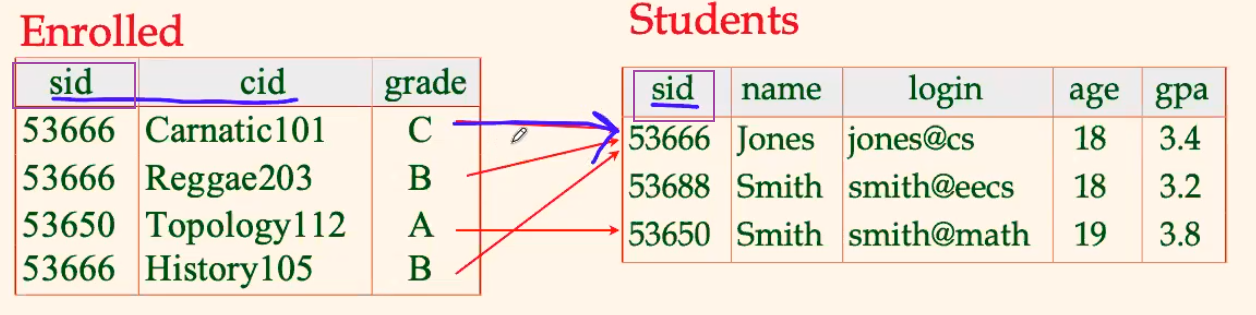 Enrolled
sid cid grade
53666 Carnatic101 C
53666 Reggae203 B
53650 Topology112 A
53666 History105 B
Students
sid name login age gpa
53666 Jones jones@cs 18 3.4
53688 Smith smith@eecs 18 3.2
53650 Smith smith@math 19 3.8